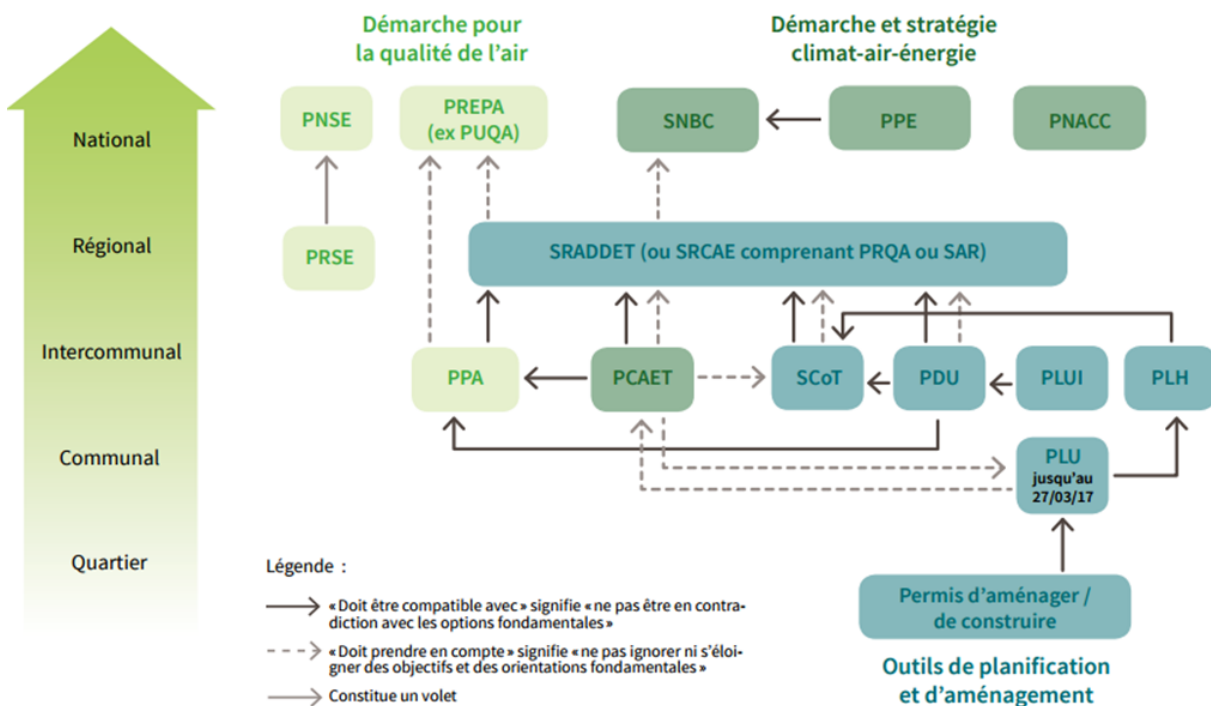 Démarche pour
la qualité de l'air
Démarche et stratégie
climat-air-énergie
National
PNSE
PREPA
(ex PUQA)
SNBC
PPE
PNACC
Régional
PRSE
SRADDET (ou SRCAE comprenant PRQA ou SAR)
Intercommunal
PPA
PCAET
SCoT
PDU
PLUI
PLH
Communal
PLU
jusqu'au
27/03/17
Quartier
Permis d'aménager /
de construire
Outils de planification
et d'aménagement
Légende :
« Doit être compatible avec » signifie « ne pas être en contra-
diction avec les options fondamentales »
« Doit prendre en compte » signifie « ne pas ignorer ni s'éloi-
gner des objectifs et des orientations fondamentales »
Constitue un volet